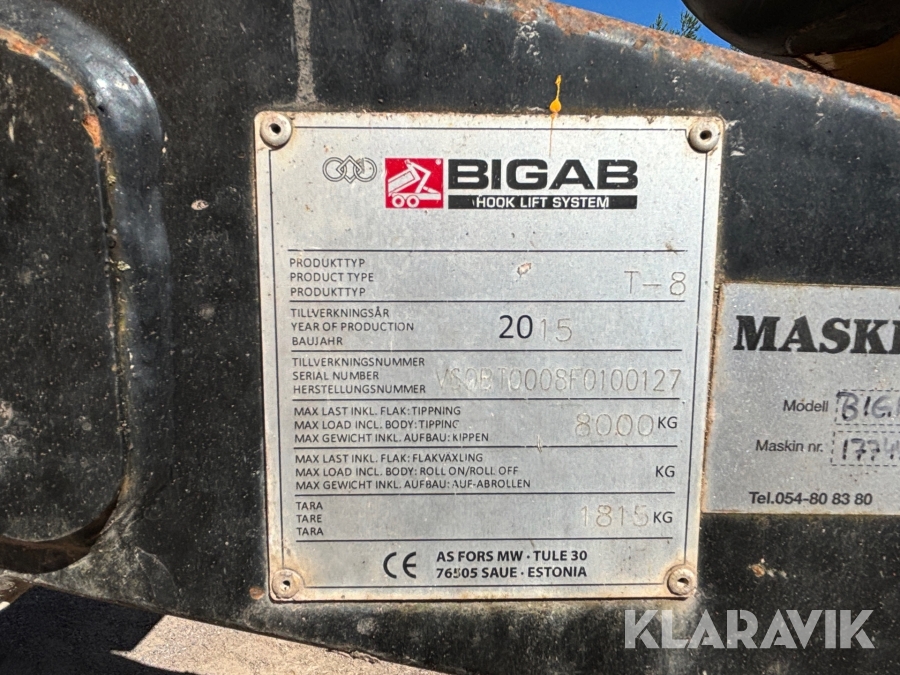 BIGAB
HOOK LIFT SYSTEM
PRODUKTTYP
PRODUCT TYPE
PRODUKTTYP
T-8
TILLVERKNINGSÅR
YEAR OF PRODUCTION
BAUJAHR
2015
TILLVERKNINGSNUMMER
SERIAL NUMBER
HERSTELLUNGSNUMMER
VS9BT0008F0100127
MAX LAST INKL. FLAK: TIPPNING
MAX LOAD INCL. BODY: TIPPING
MAX GEWICHT INKL. AUFBAU: KIPPEN
8000 KG
MAX LAST INKL. FLAK: FLAKVÄXLING
MAX LOAD INCL. BODY: ROLL ON/ROLL OFF
MAX GEWICHT INKL. AUFBAU: AUF-ABROLLEN
KG
TARA
TARE
TARA
1815 KG
CE
AS FORS MW · TULE 30
76505 SAUE · ESTONIA
MASKI
Modell BIG
Maskin nr. 1774
Tel.054-80 83 80
KLARAVIK